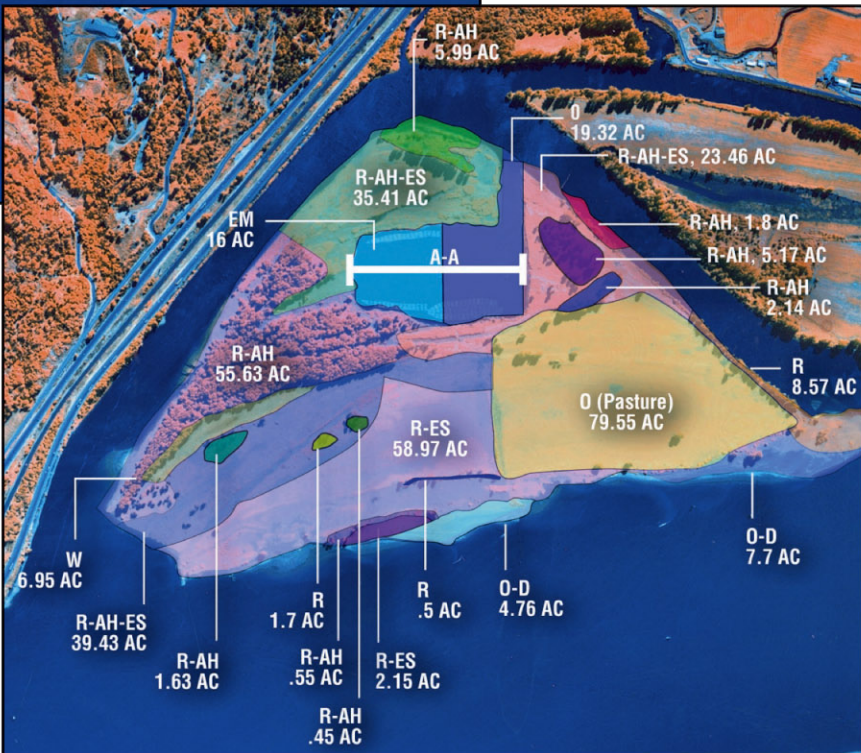 R-AH
5.99 AC
O
19.32 AC
R-AH-ES, 23.46 AC
R-AH-ES
35.41 AC
EM
16 AC
R-AH, 1.8 AC
A-A
R-AH, 5.17 AC
R-AH
2.14 AC
R-AH
55.63 AC
R
8.57 AC
O (Pasture)
79.55 AC
R-ES
58.97 AC
W
6.95 AC
R-AH-ES
39.43 AC
R-AH
1.63 AC
R
1.7 AC
R-AH
.55 AC
R-AH
.45 AC
R-ES
2.15 AC
R
.5 AC
O-D
4.76 AC
O-D
7.7 AC